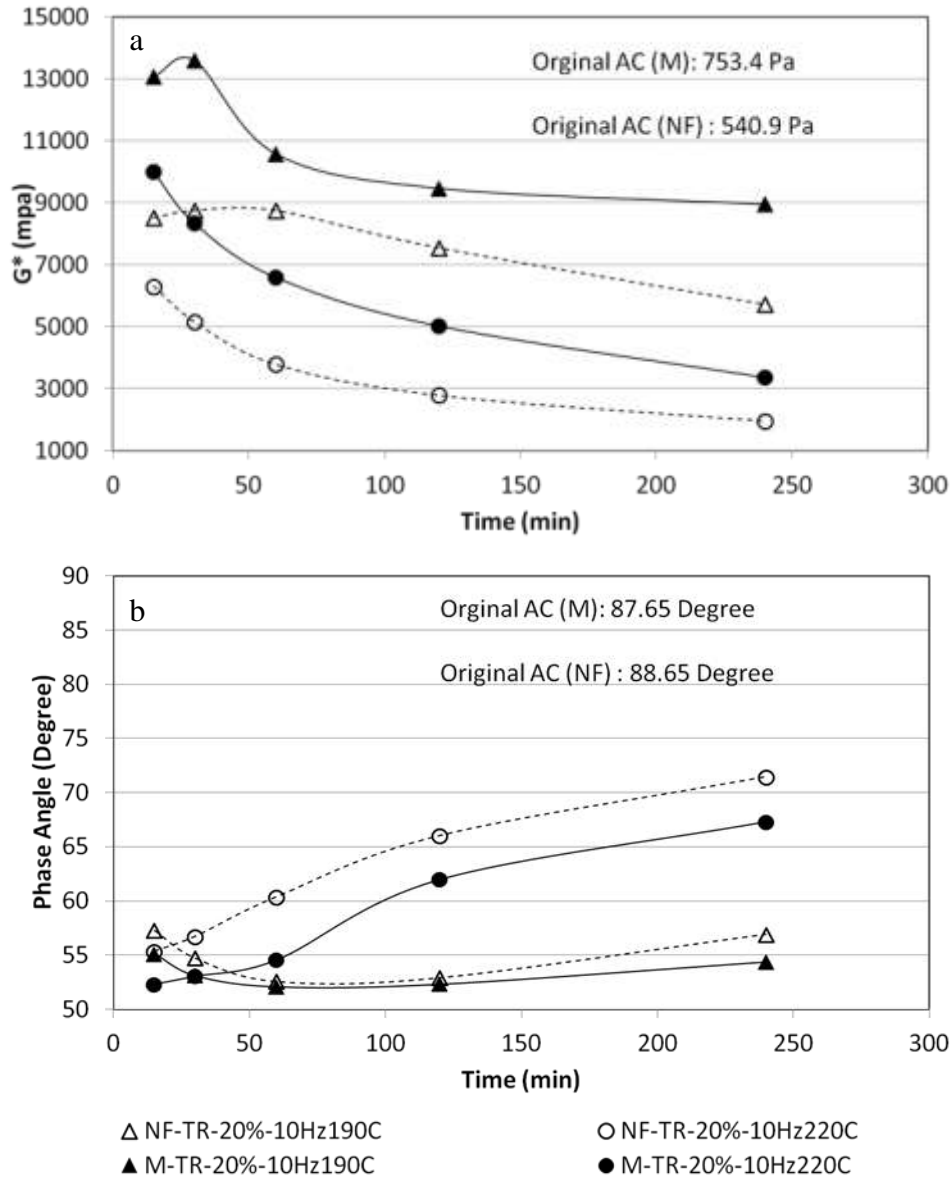 a
Orginal AC (M): 753.4 Pa
Original AC (NF) : 540.9 Pa
G* (mpa)
15000
13000
11000
9000
7000
5000
3000
1000
0 50 100 150 200 250 300
Time (min)
b
Orginal AC (M): 87.65 Degree
Original AC (NF) : 88.65 Degree
Phase Angle (Degree)
90
85
80
75
70
65
60
55
50
0 50 100 150 200 250 300
Time (min)
NF-TR-20%-10Hz190C NF-TR-20%-10Hz220C
M-TR-20%-10Hz190C M-TR-20%-10Hz220C